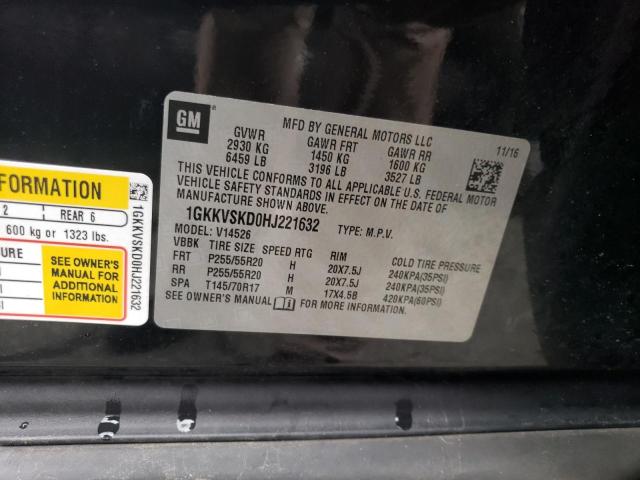 FORMATION
2 REAR 6
600 kg or 1323 lbs.
SURE
SEE OWNER'S
MANUAL FOR
ADDITIONAL
INFORMATION
1GKKVSKD0HJ221632
GM
MFD BY GENERAL MOTORS LLC 11/16
GVWR GAWR FRT GAWR RR
2930 KG 1450 KG 1600 KG
6459 LB 3196 LB 3527 LB
THIS VEHICLE CONFORMS TO ALL APPLICABLE U.S. FEDERAL MOTOR
VEHICLE SAFETY STANDARDS IN EFFECT ON THE DATE OF
MANUFACTURE SHOWN ABOVE.
1GKKVSKD0HJ221632 TYPE: M.P.V.
MODEL: V14526
VBBK TIRE SIZE SPEED RTG RIM COLD TIRE PRESSURE
FRT P255/55R20 H 20X7.5J 240KPA(35PSI)
RR P255/55R20 H 20X7.5J 240KPA(35PSI)
SPA T145/70R17 M 17X4.5B 420KPA(60PSI)
SEE OWNER'S MANUAL FOR MORE INFORMATION.